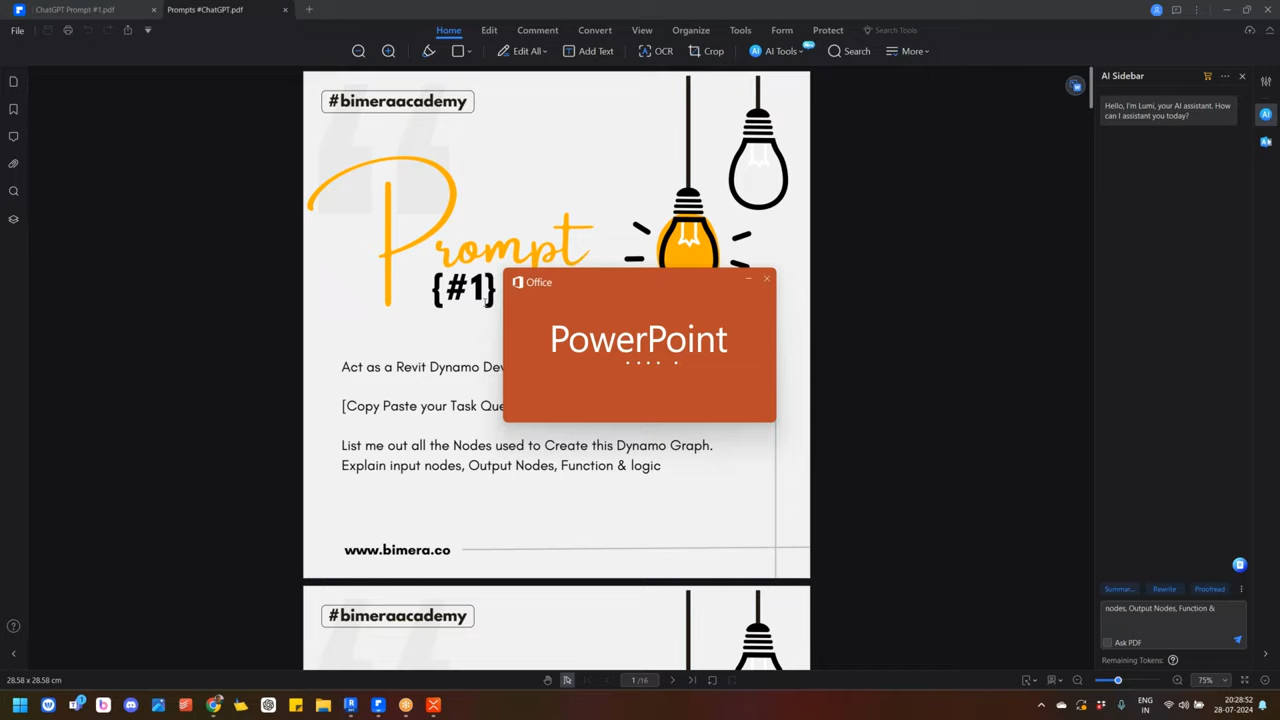 ChatGPT Prompt #1.pdf
Prompts #ChatGPT.pdf
File
Home
Edit
Comment
Convert
View
Organize
Tools
Form
Protect
Search Tools
Edit All
Add Text
OCR
Crop
AI Tools
Search
More
#bimeraacademy
Prompt
{#1}
Office
PowerPoint
Act as a Revit Dynamo Dev
[Copy Paste your Task Que
List me out all the Nodes used to Create this Dynamo Graph.
Explain input nodes, Output Nodes, Function & logic
www.bimera.co
#bimeraacademy
AI Sidebar
Hello, I'm Lumi, your AI assistant. How
can I assistant you today?
Summar...
Rewrite
Proofread
nodes, Output Nodes, Function &
Ask PDF
Remaining Tokens:
28.58 x 28.58 cm
1 /16
75%
ENG
IN
20:28:52
28-07-2024